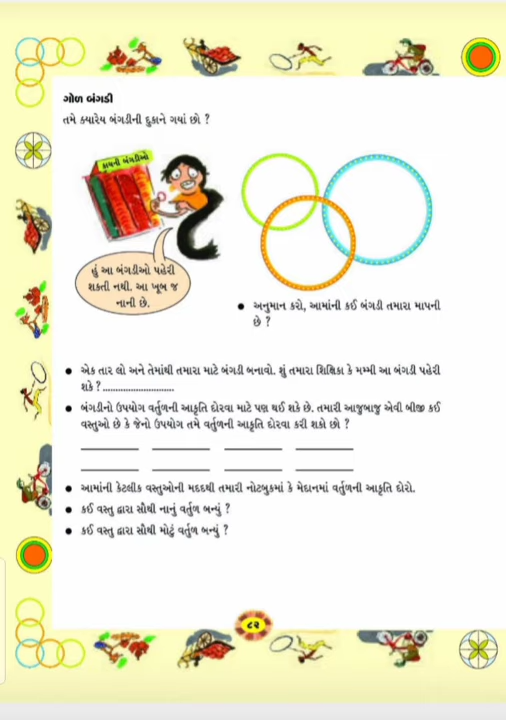 ગોળ બંગડી
તમે ક્યારેય બંગડીની દુકાને ગયાં છો ?
કાચની બંગડીઓ
હું આ બંગડીઓ પહેરી
શકતી નથી. આ ખૂબ જ
નાની છે.
● અનુમાન કરો, આમાંની કઈ બંગડી તમારા માપની
છે ?
● એક તાર લો અને તેમાંથી તમારા માટે બંગડી બનાવો. શું તમારા શિક્ષિકા કે મમ્મી આ બંગડી પહેરી
શકે ?............................
● બંગડીનો ઉપયોગ વર્તુળની આકૃતિ દોરવા માટે પણ થઈ શકે છે. તમારી આજુબાજુ એવી બીજી કઈ
વસ્તુઓ છે કે જેનો ઉપયોગ તમે વર્તુળની આકૃતિ દોરવા કરી શકો છો ?
● આમાંની કેટલીક વસ્તુઓની મદદથી તમારી નોટબુકમાં કે મેદાનમાં વર્તુળની આકૃતિ દોરો.
● કઈ વસ્તુ દ્વારા સૌથી નાનું વર્તુળ બન્યું ?
● કઈ વસ્તુ દ્વારા સૌથી મોટું વર્તુળ બન્યું ?
૮૨